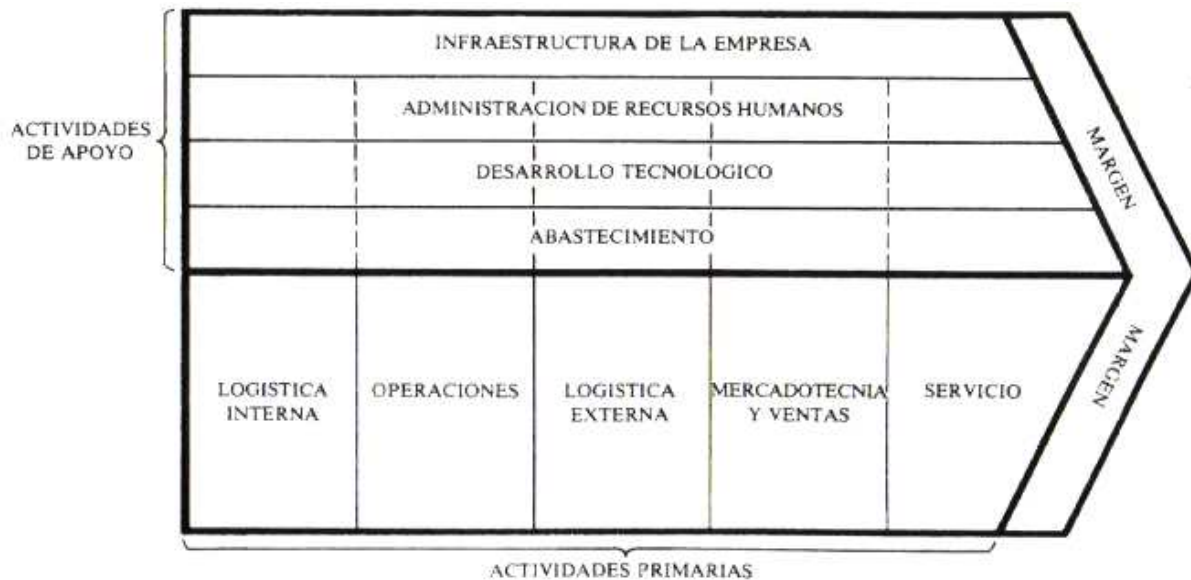 INFRAESTRUCTURA DE LA EMPRESA
ADMINISTRACION DE RECURSOS HUMANOS
DESARROLLO TECNOLOGICO
ABASTECIMIENTO
ACTIVIDADES
DE APOYO
MARGEN
MARGEN
LOGISTICA
INTERNA
OPERACIONES
LOGISTICA
EXTERNA
MERCADOTECNIA
Y VENTAS
SERVICIO
ACTIVIDADES PRIMARIAS